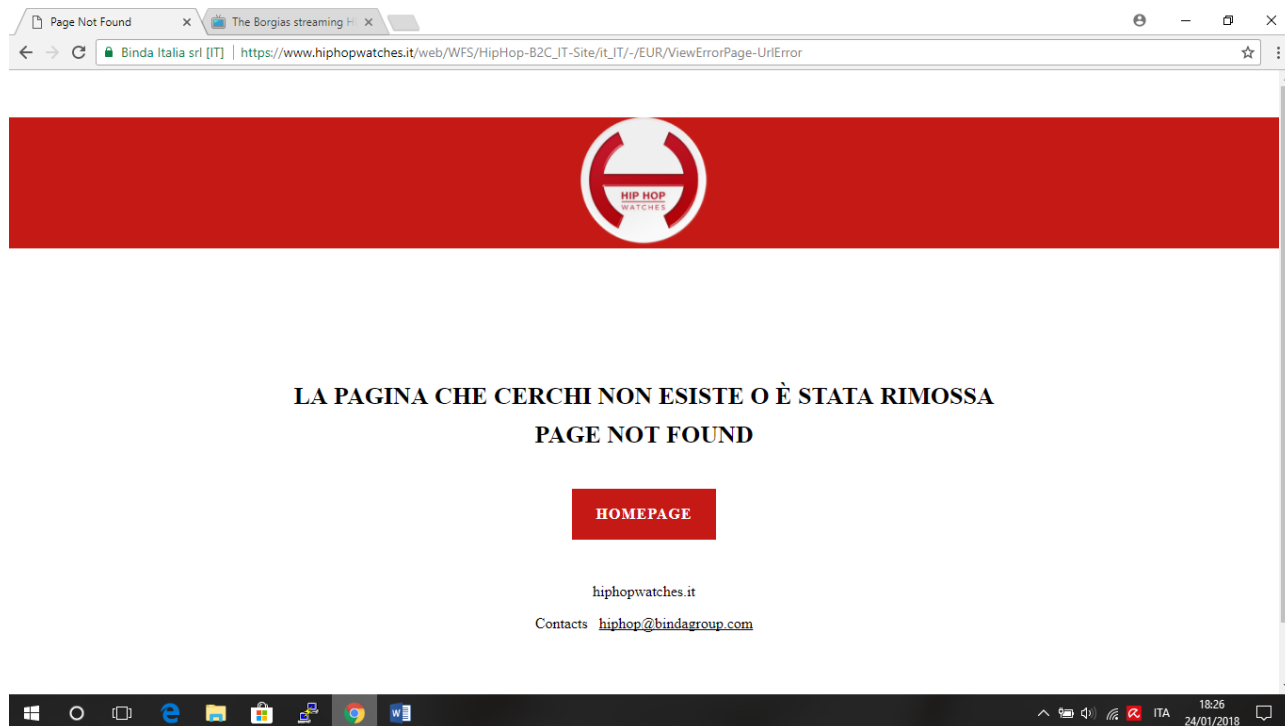 Page Not Found
The Borgias streaming H
Binda Italia srl [IT] | https://www.hiphopwatches.it/web/WFS/HipHop-B2C_IT-Site/it_IT/-/EUR/ViewErrorPage-UrlError
HIP HOP
WATCHES
LA PAGINA CHE CERCHI NON ESISTE O È STATA RIMOSSA
PAGE NOT FOUND
HOMEPAGE
hiphopwatches.it
Contacts hiphop@bindagroup.com
ITA
18:26
24/01/2018